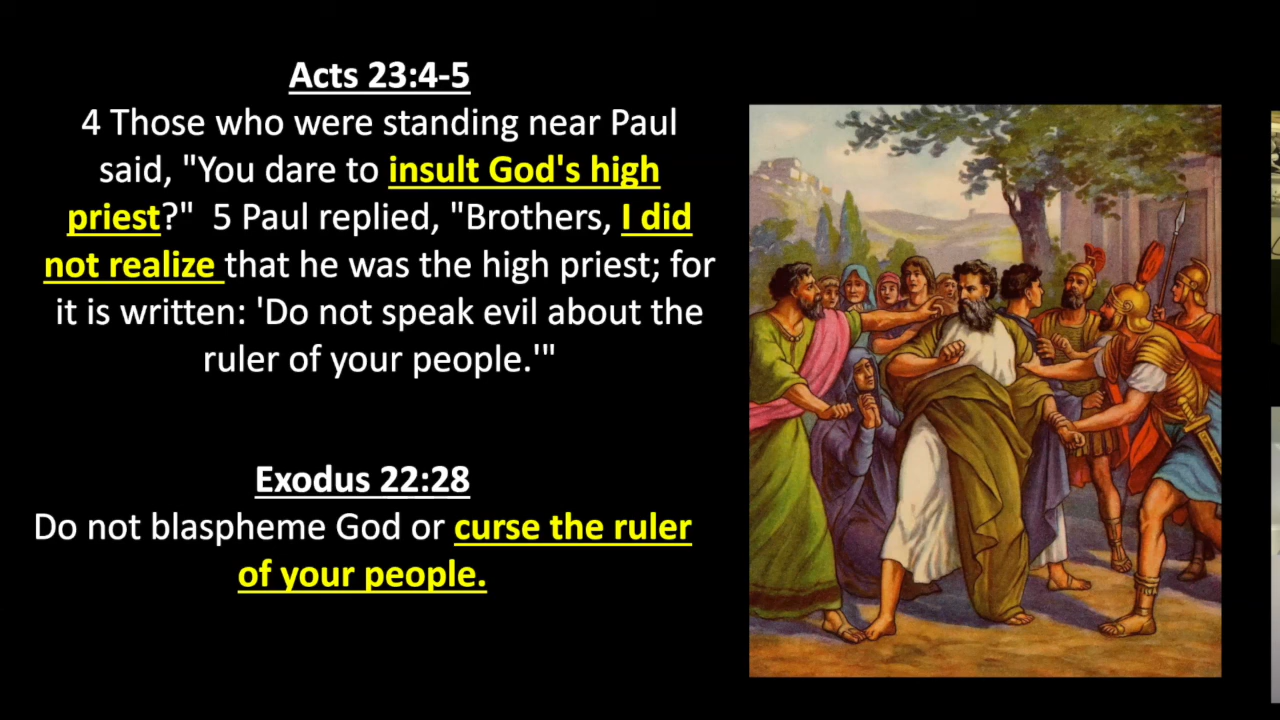 Acts 23:4-5
4 Those who were standing near Paul
said, "You dare to insult God's high
priest?"  5 Paul replied, "Brothers, I did
not realize that he was the high priest; for
it is written: 'Do not speak evil about the
ruler of your people.'"
Exodus 22:28
Do not blaspheme God or curse the ruler
of your people.